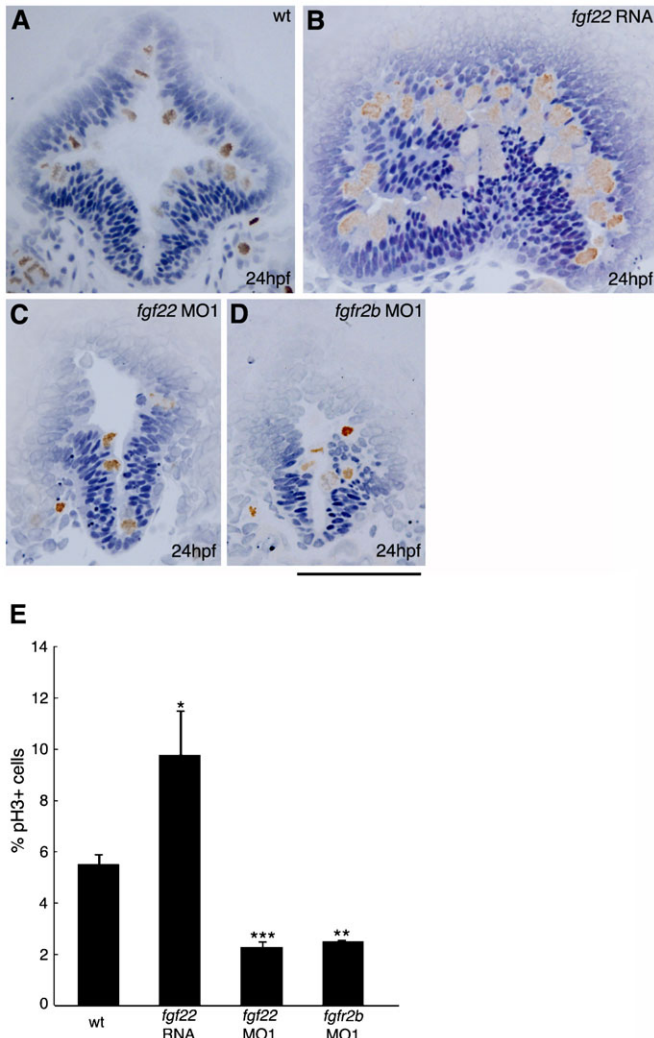 A wt
B fgf22 RNA
24hpf
24hpf
C fgf22 MO1
D fgfr2b MO1
24hpf
24hpf
E
14
12
10
8
6
4
2
0
% pH3+ cells
*
***
**
wt
fgf22 RNA
fgf22 MO1
fgfr2b MO1